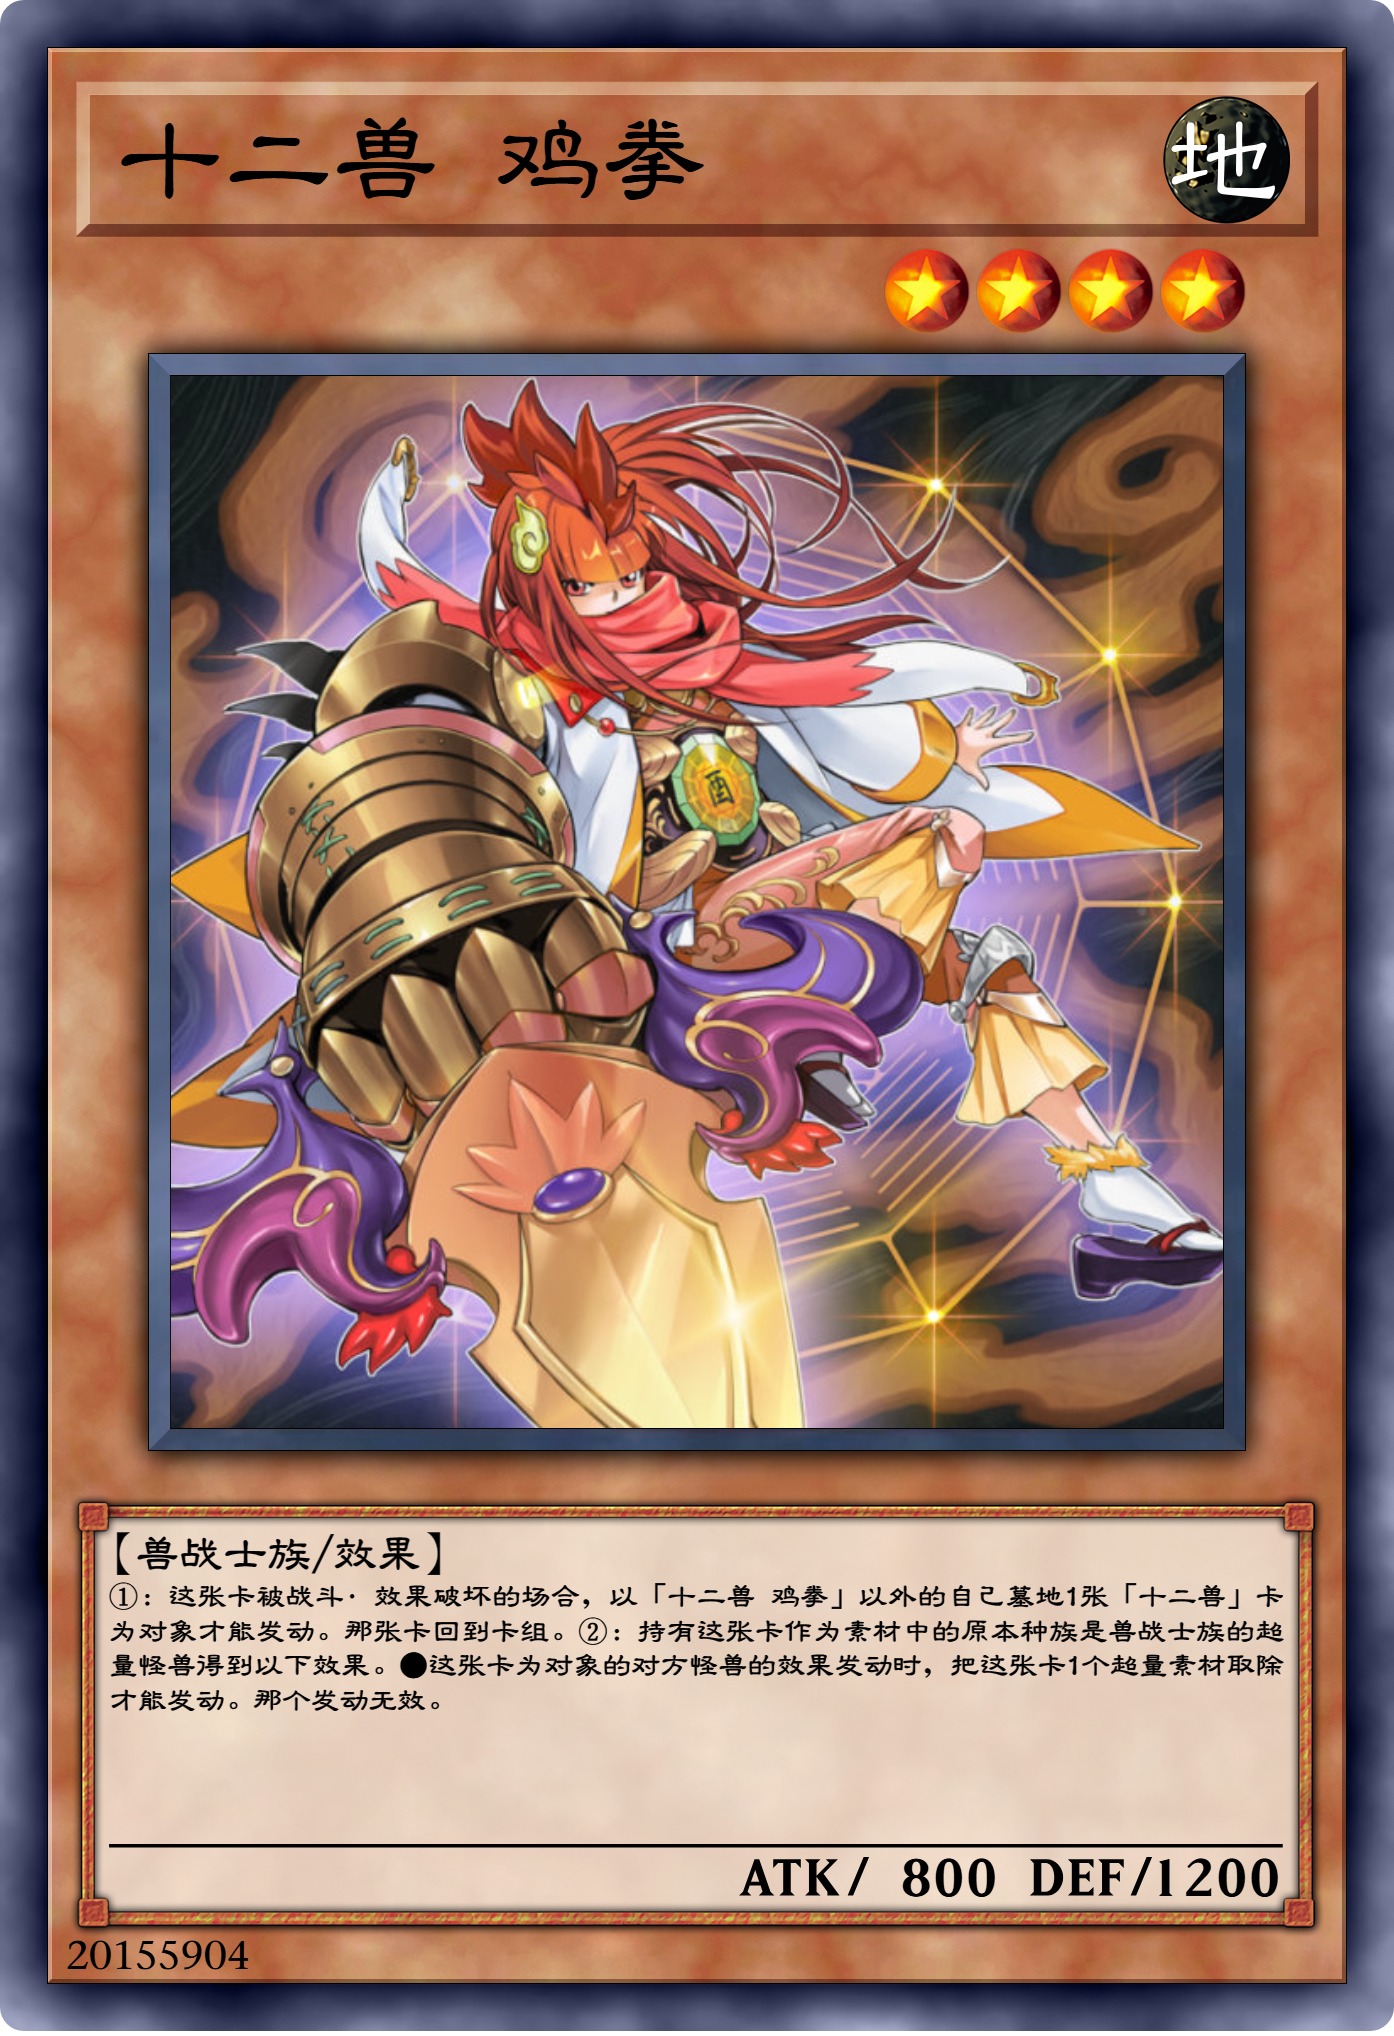 十二兽 鸡拳
地
酉
【兽战士族/效果】
①：这张卡被战斗·效果破坏的场合，以「十二兽 鸡拳」以外的自己墓地1张「十二兽」卡
为对象才能发动。那张卡回到卡组。②：持有这张卡作为素材中的原本种族是兽战士族的超
量怪兽得到以下效果。●这张卡为对象的对方怪兽的效果发动时，把这张卡1个超量素材取除
才能发动。那个发动无效。
ATK/ 800 DEF/1200
20155904